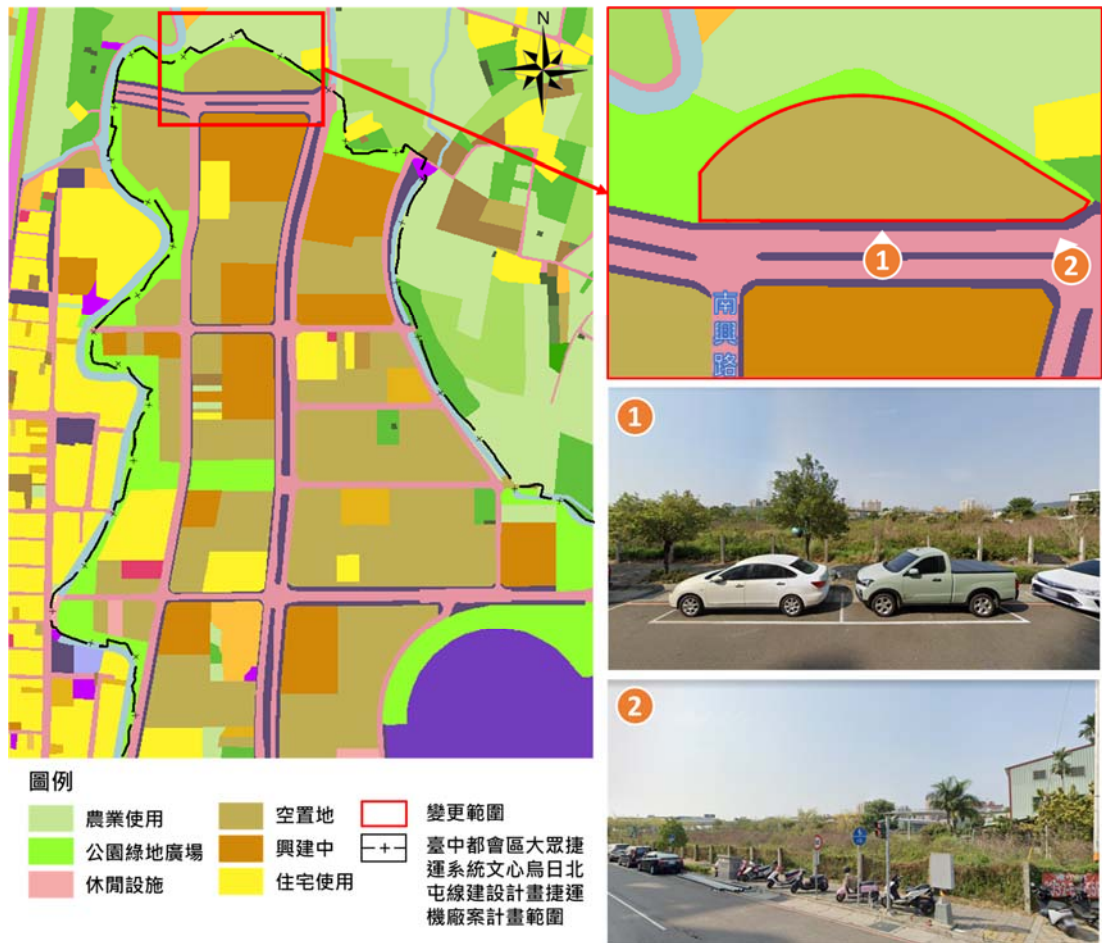 N
南興路
1
2
1
2
圖例
農業使用
公園綠地廣場
休閒設施
空置地
興建中
住宅使用
變更範圍
臺中都會區大眾捷
運系統文心烏日北
屯線建設計畫捷運
機廠案計畫範圍